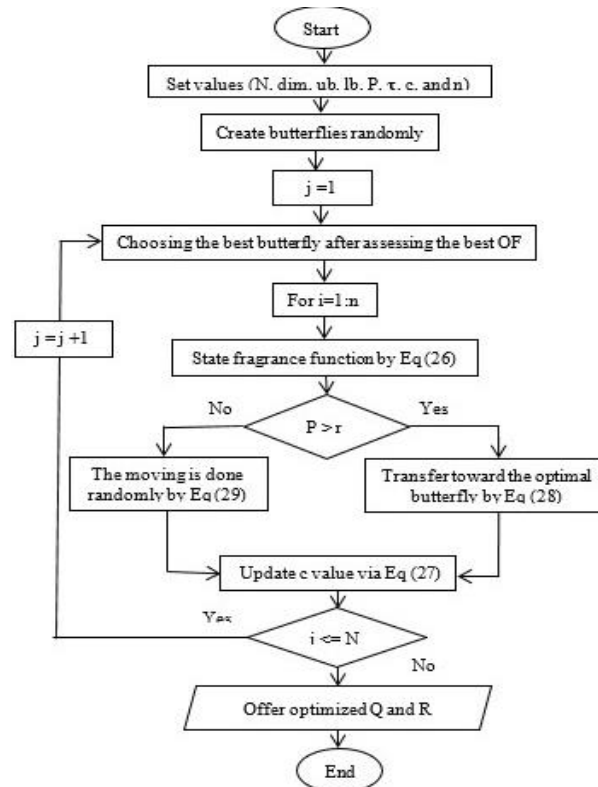 Start
Set values (N. dim. ub. lb. P. τ. c. and n)
Create butterflies randomly
j =1
Choosing the best butterfly after assessing the best OF
For i=1:n
j = j +1
State fragrance function by Eq (26)
No
Yes
P > r
The moving is done
randomly by Eq (29)
Transfer toward the optimal
butterfly by Eq (28)
Update c value via Eq (27)
Yes
i <= N
No
Offer optimized Q and R
End